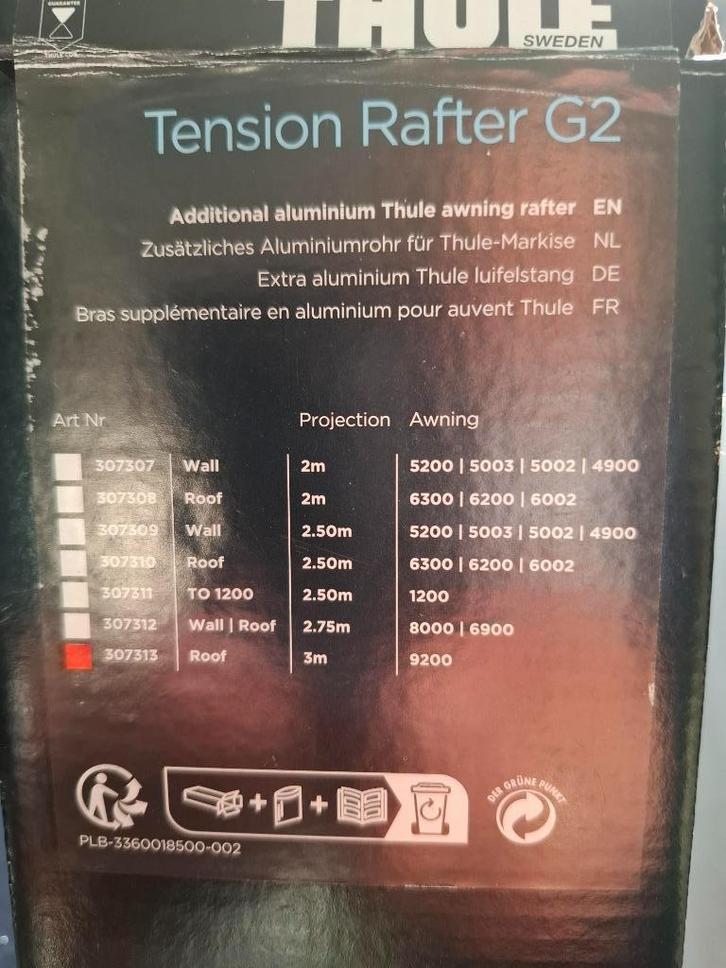 GUARANTEE
THULE
SWEDEN
Tension Rafter G2
Additional aluminium Thule awning rafter EN
Zusätzliches Aluminiumrohr für Thule-Markise NL
Extra aluminium Thule luifelstang DE
Bras supplémentaire en aluminium pour auvent Thule FR
Art Nr Projection Awning
307307 Wall 2m 5200 | 5003 | 5002 | 4900
307308 Roof 2m 6300 | 6200 | 6002
307309 Wall 2.50m 5200 | 5003 | 5002 | 4900
307310 Roof 2.50m 6300 | 6200 | 6002
307311 TO 1200 2.50m 1200
307312 Wall | Roof 2.75m 8000 | 6900
307313 Roof 3m 9200
DER GRÜNE PUNKT
PLB-3360018500-002